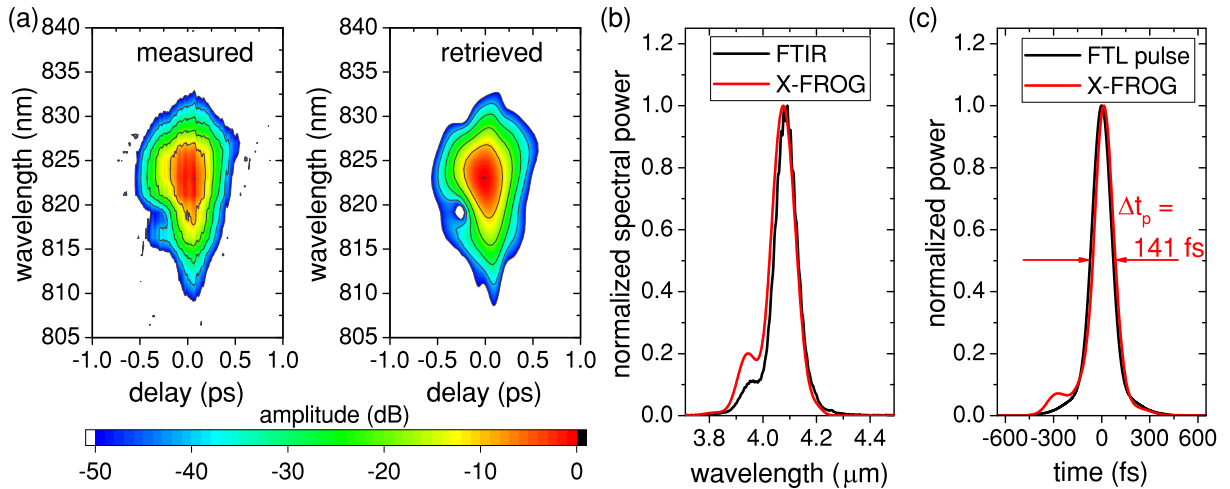 (a)
measured
wavelength (nm)
840
835
830
825
820
815
810
805
-1.0 -0.5 0.0 0.5 1.0
delay (ps)
retrieved
wavelength (nm)
840
835
830
825
820
815
810
805
-1.0 -0.5 0.0 0.5 1.0
delay (ps)
amplitude (dB)
-50 -40 -30 -20 -10 0
(b)
FTIR
X-FROG
normalized spectral power
1.2
1.0
0.8
0.6
0.4
0.2
0.0
3.8 4.0 4.2 4.4
wavelength (μm)
(c)
FTL pulse
X-FROG
normalized power
1.2
1.0
0.8
0.6
0.4
0.2
0.0
Δtp =
141 fs
-600 -300 0 300 600
time (fs)